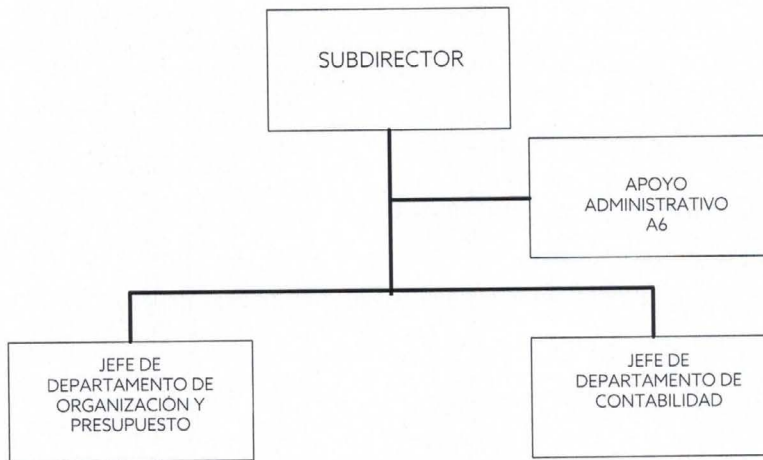 SUBDIRECTOR
APOYO
ADMINISTRATIVO
A6
JEFE DE
DEPARTAMENTO DE
ORGANIZACIÓN Y
PRESUPUESTO
JEFE DE
DEPARTAMENTO DE
CONTABILIDAD